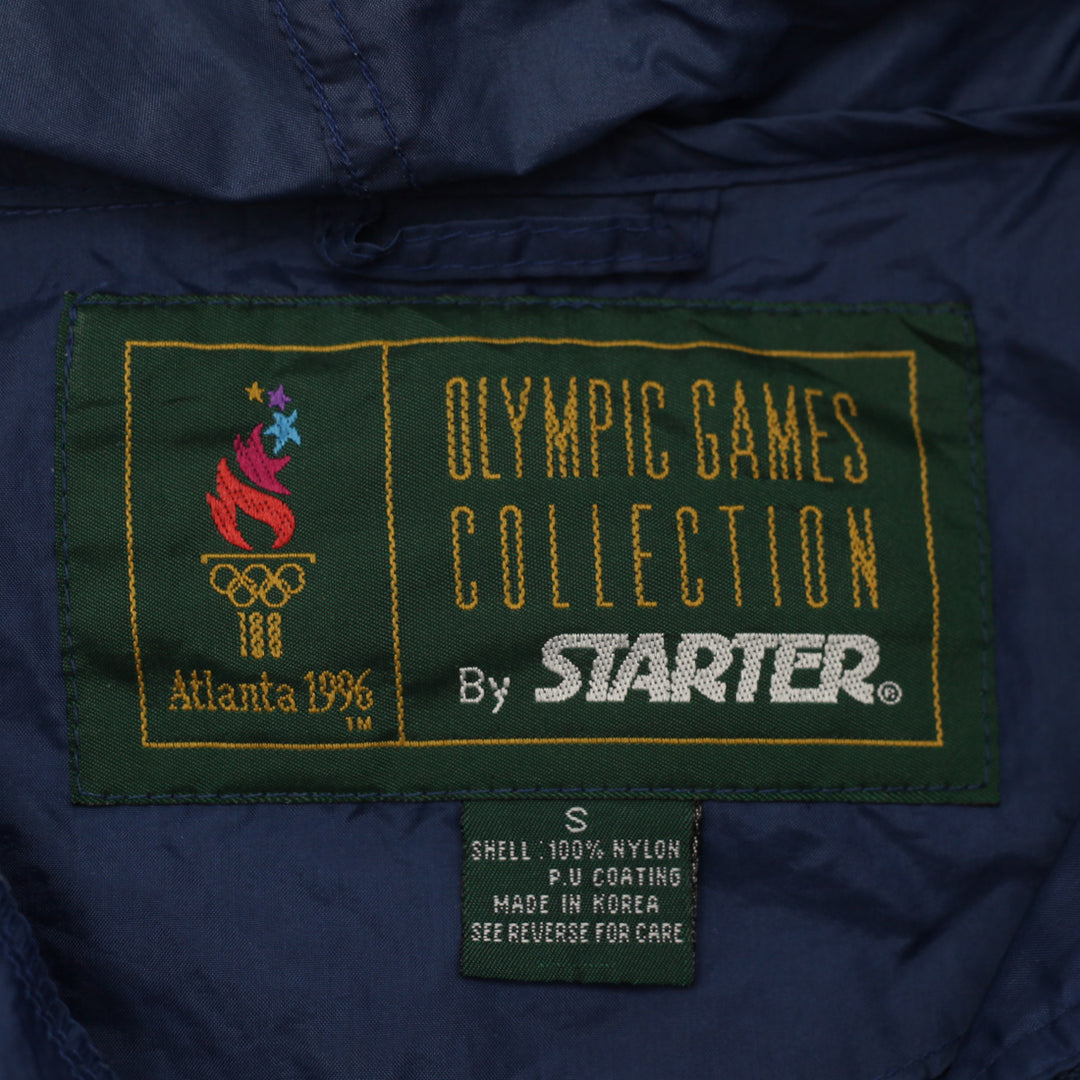 OLYMPIC GAMES
COLLECTION
By STARTER®
100
Atlanta 1996
TM
S
SHELL : 100% NYLON
P.U COATING
MADE IN KOREA
SEE REVERSE FOR CARE